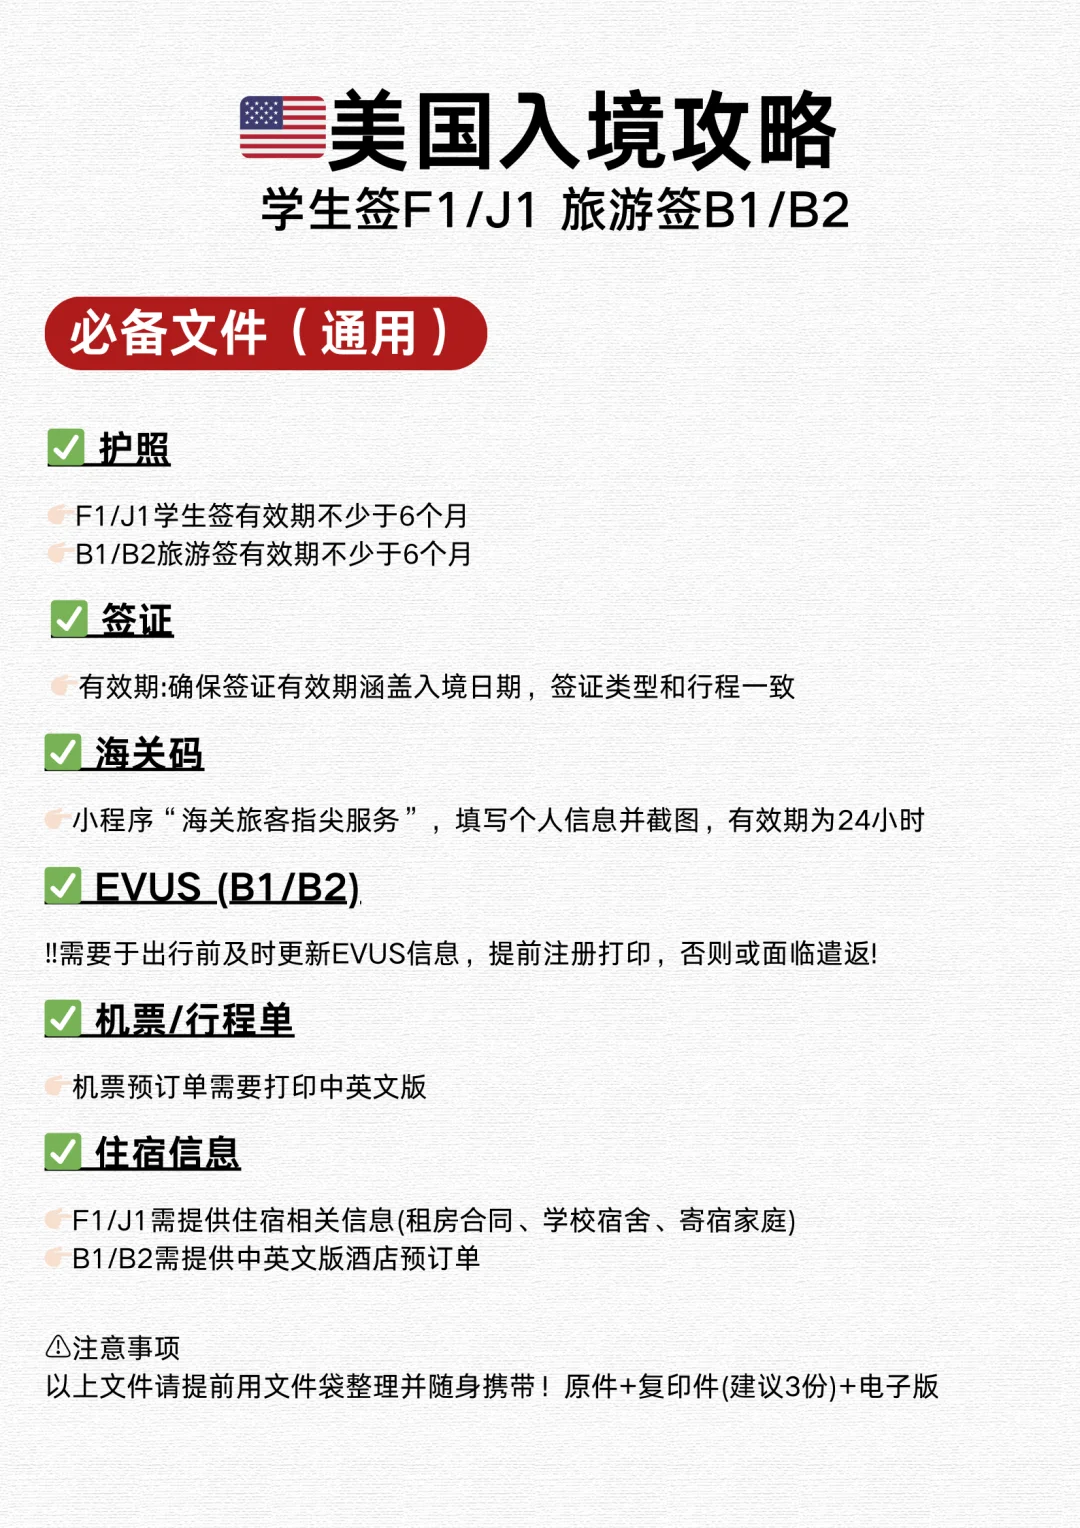 美国入境攻略
学生签F1/J1 旅游签B1/B2
必备文件（通用）
✅ 护照
👉🏻F1/J1学生签有效期不少于6个月
👉🏻B1/B2旅游签有效期不少于6个月
✅ 签证
👉🏻有效期:确保签证有效期涵盖入境日期，签证类型和行程一致
✅ 海关码
👉🏻小程序“海关旅客指尖服务”，填写个人信息并截图，有效期为24小时
✅ EVUS (B1/B2)
‼需要于出行前及时更新EVUS信息，提前注册打印，否则或面临遣返!
✅ 机票/行程单
👉🏻机票预订单需要打印中英文版
✅ 住宿信息
👉🏻F1/J1需提供住宿相关信息(租房合同、学校宿舍、寄宿家庭)
👉🏻B1/B2需提供中英文版酒店预订单
⚠注意事项
以上文件请提前用文件袋整理并随身携带！原件+复印件(建议3份)+电子版